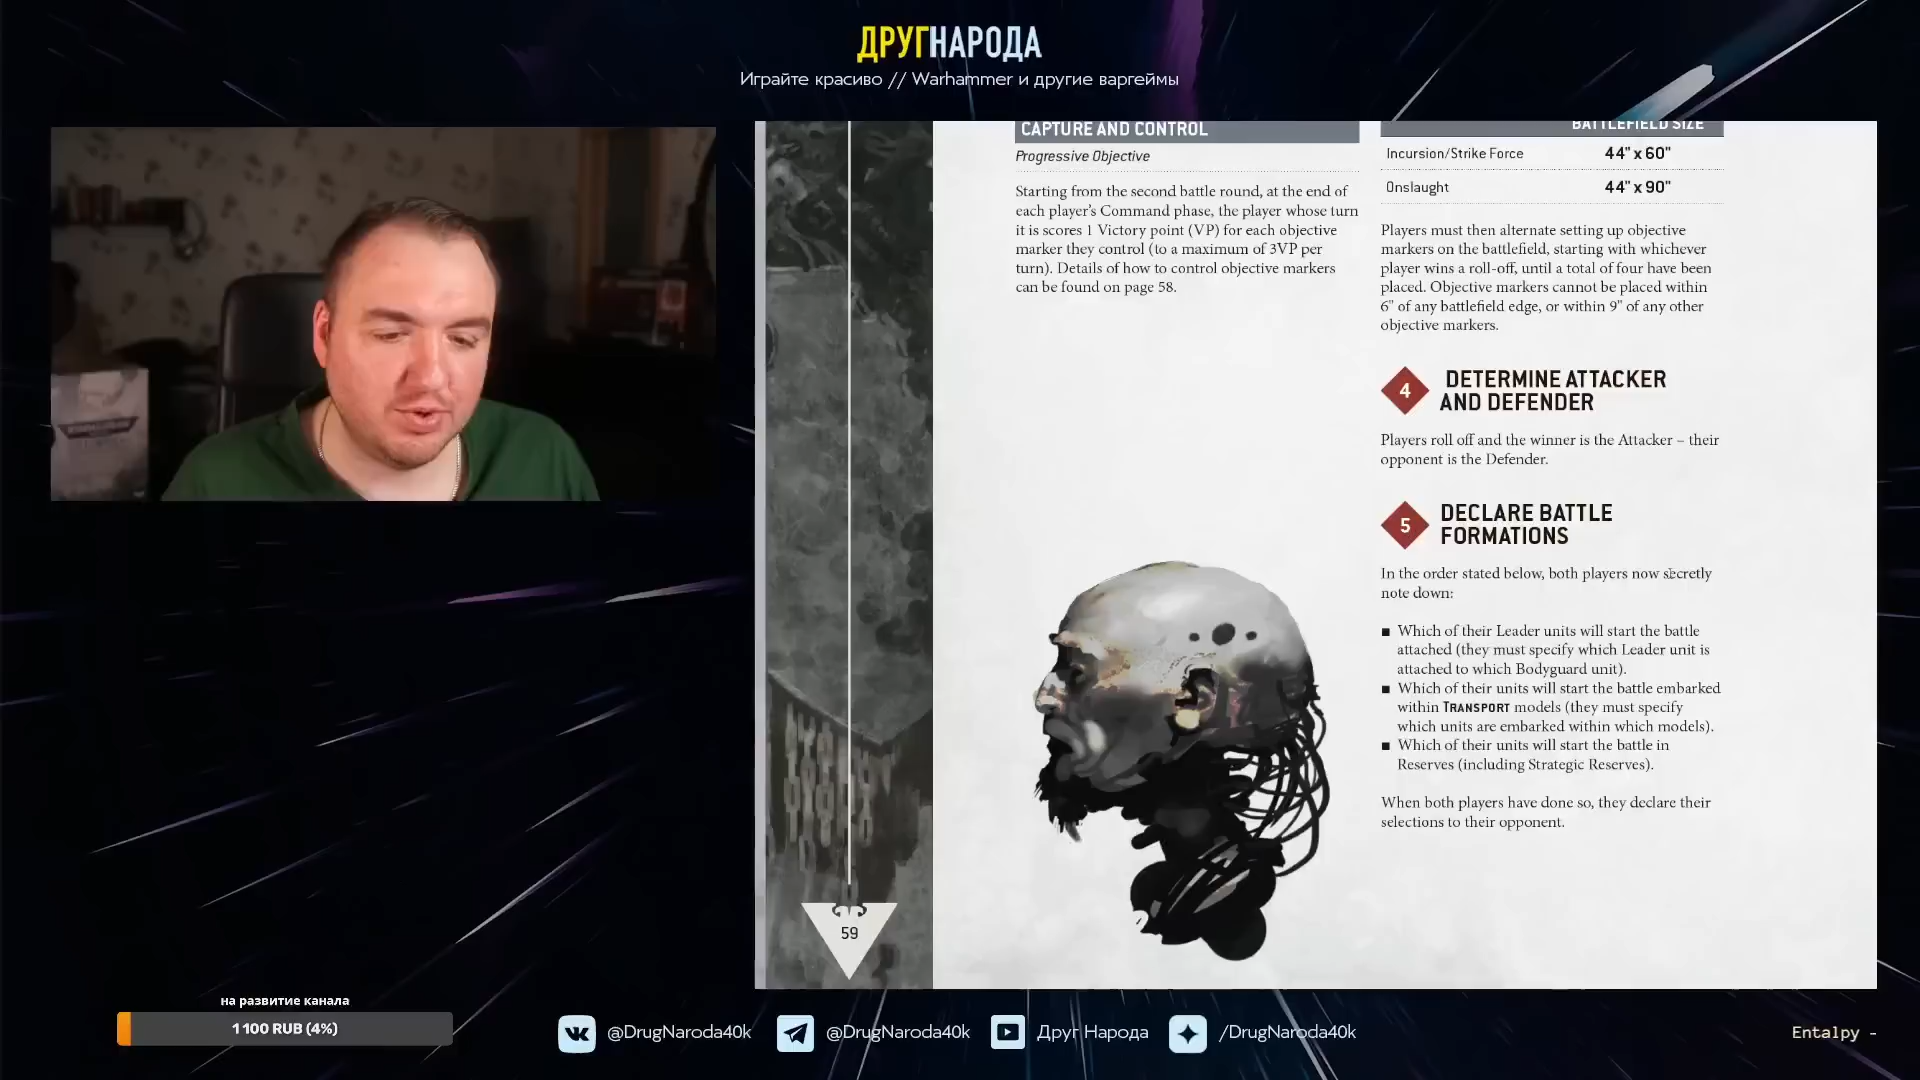 ДРУГНАРОДА
Играйте красиво // Warhammer и другие варгеймы
CAPTURE AND CONTROL
Progressive Objective
Starting from the second battle round, at the end of
each player's Command phase, the player whose turn
it is scores 1 Victory point (VP) for each objective
marker they control (to a maximum of 3VP per
turn). Details of how to control objective markers
can be found on page 58.
BATTLEFIELD SIZE
Incursion/Strike Force 44" x 60"
Onslaught 44" x 90"
Players must then alternate setting up objective
markers on the battlefield, starting with whichever
player wins a roll-off, until a total of four have been
placed. Objective markers cannot be placed within
6" of any battlefield edge, or within 9" of any other
objective markers.
4 DETERMINE ATTACKER
AND DEFENDER
Players roll off and the winner is the Attacker – their
opponent is the Defender.
5 DECLARE BATTLE
FORMATIONS
In the order stated below, both players now secretly
note down:
■ Which of their Leader units will start the battle
attached (they must specify which Leader unit is
attached to which Bodyguard unit).
■ Which of their units will start the battle embarked
within TRANSPORT models (they must specify
which units are embarked within which models).
■ Which of their units will start the battle in
Reserves (including Strategic Reserves).
When both players have done so, they declare their
selections to their opponent.
59
на развитие канала
1 100 RUB (4%)
@DrugNaroda40k
@DrugNaroda40k
Друг Народа
/DrugNaroda40k
Entalpy -